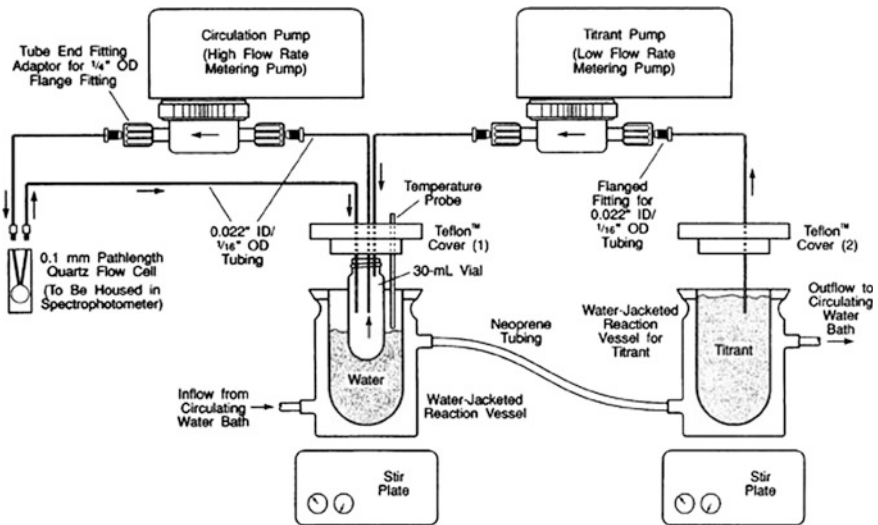 Circulation Pump
(High Flow Rate
Metering Pump)
Titrant Pump
(Low Flow Rate
Metering Pump)
Tube End Fitting
Adaptor for 1/4" OD
Flange Fitting
Temperature
Probe
0.022" ID/
1/16" OD
Tubing
Teflon™
Cover (1)
30-mL Vial
Flanged
Fitting for
0.022" ID/
1/16" OD
Tubing
Teflon™
Cover (2)
0.1 mm Pathlength
Quartz Flow Cell
(To Be Housed in
Spectrophotometer)
Outflow to
Circulating
Water
Bath
Water-Jacketed
Reaction
Vessel for
Titrant
Neoprene
Tubing
Titrant
Water
Inflow from
Circulating
Water Bath
Water-Jacketed
Reaction Vessel
Stir
Plate
Stir
Plate